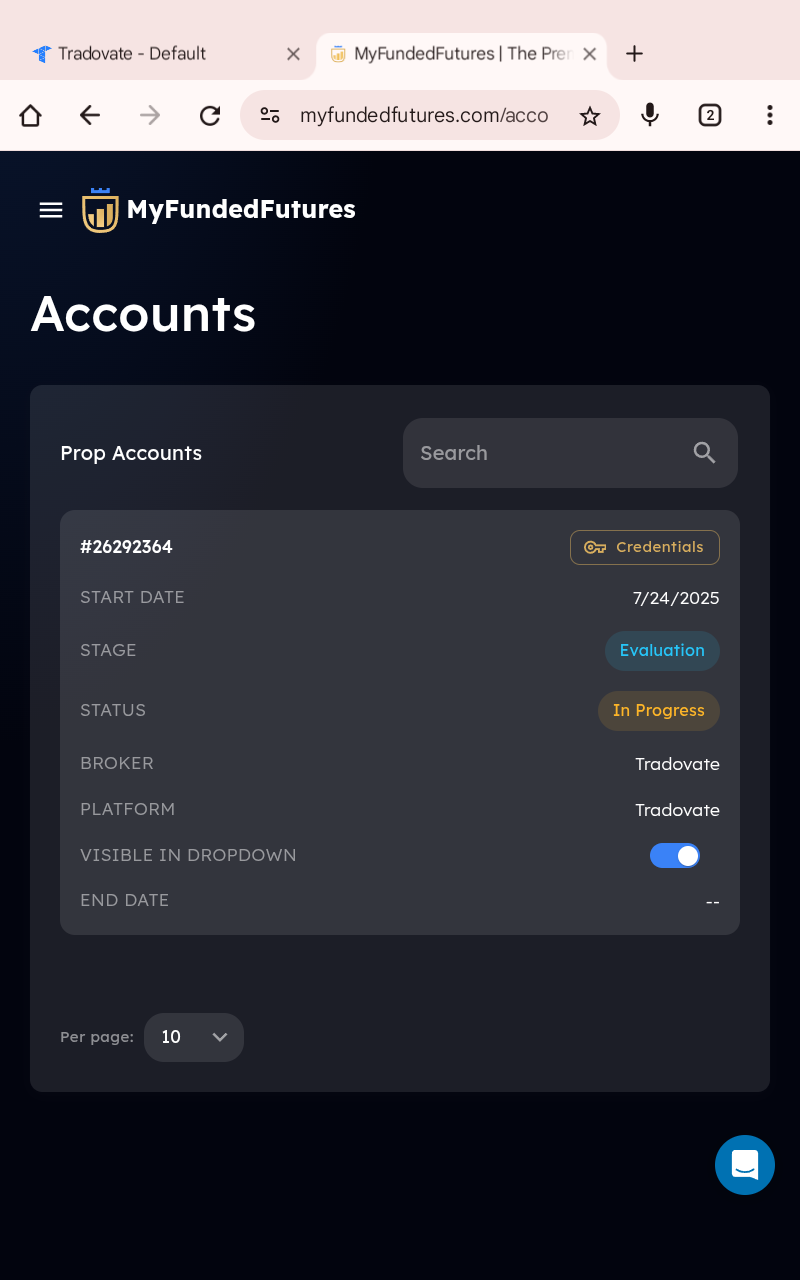 Tradovate - Default
MyFundedFutures | The Prem
myfundedfutures.com/acco
2
MyFundedFutures
Accounts
Prop Accounts
Search
#26292364
Credentials
START DATE
7/24/2025
STAGE
Evaluation
STATUS
In Progress
BROKER
Tradovate
PLATFORM
Tradovate
VISIBLE IN DROPDOWN
END DATE
--
Per page:
10